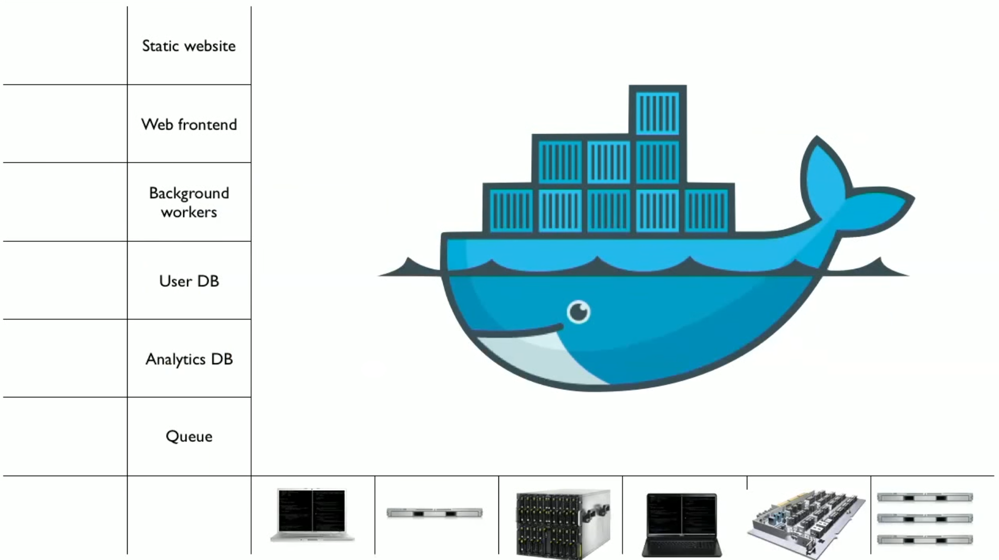 Static website
Web frontend
Background
workers
User DB
Analytics DB
Queue